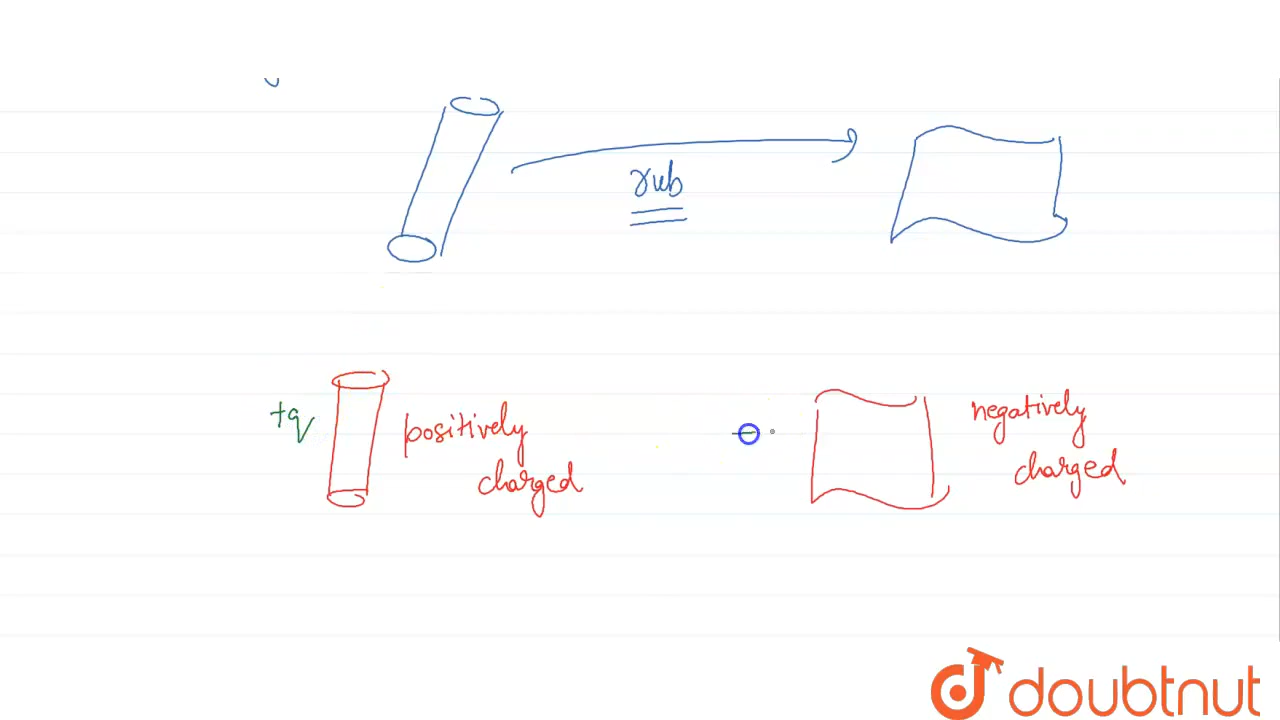 rub
+q
positively
charged
-
negatively
charged
doubtnut